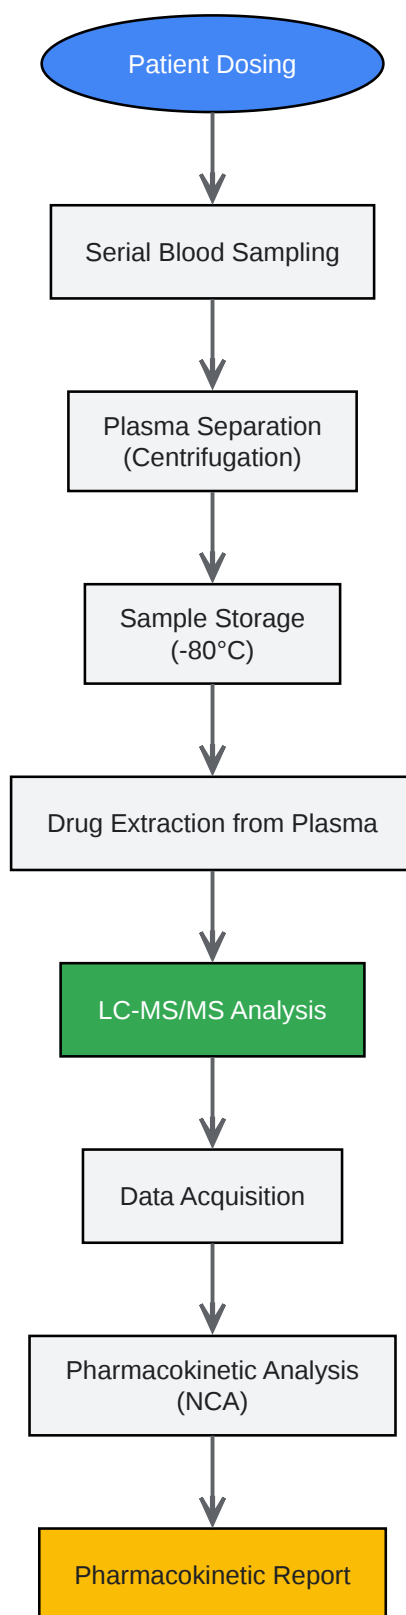 Patient Dosing
Serial Blood Sampling
Plasma Separation
(Centrifugation)
Sample Storage
(-80°C)
Drug Extraction from Plasma
LC-MS/MS Analysis
Data Acquisition
Pharmacokinetic Analysis
(NCA)
Pharmacokinetic Report